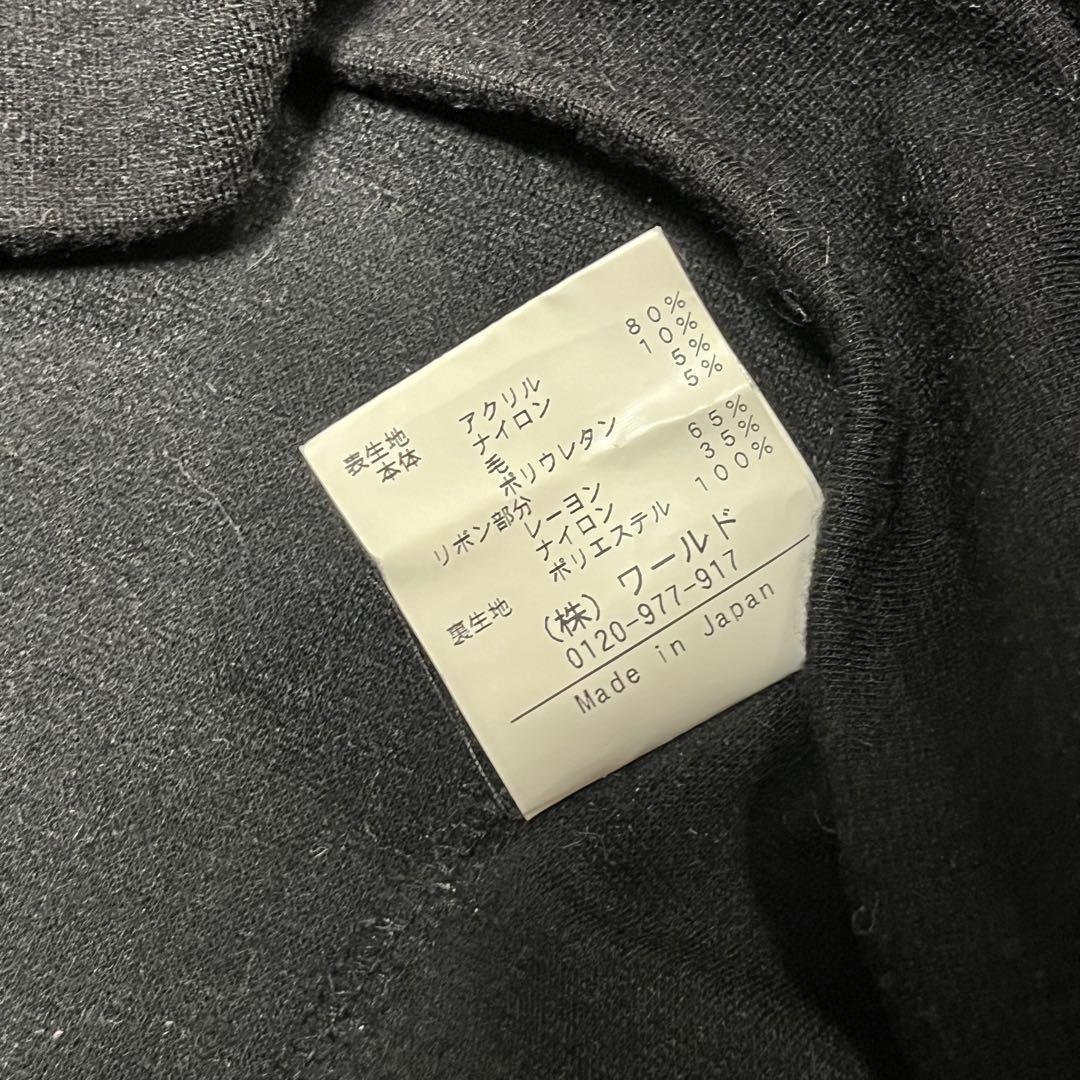 表生地
本体 アクリル 80%
ナイロン 10%
毛 5%
ポリウレタン 5%
リボン部分 レーヨン 65%
ナイロン 35%
裏生地 ポリエステル 100%
(株) ワールド
0120-977-917
Made in Japan